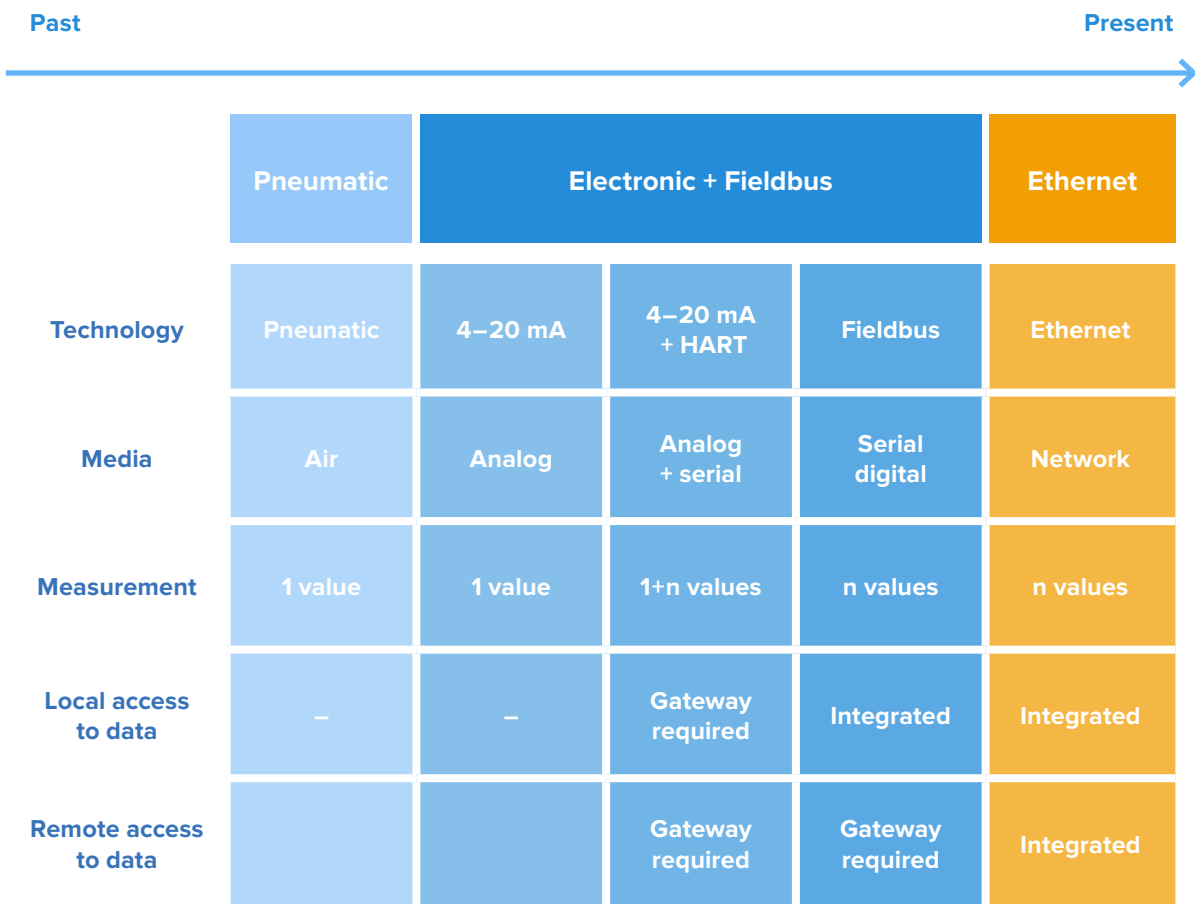 Past
Present
Pneumatic
Electronic + Fieldbus
Ethernet
Technology
Pneunatic
4–20 mA
4–20 mA
+ HART
Fieldbus
Ethernet
Media
Air
Analog
Analog
+ serial
Serial
digital
Network
Measurement
1 value
1 value
1+n values
n values
n values
Local access
to data
–
–
Gateway
required
Integrated
Integrated
Remote access
to data
Gateway
required
Gateway
required
Integrated